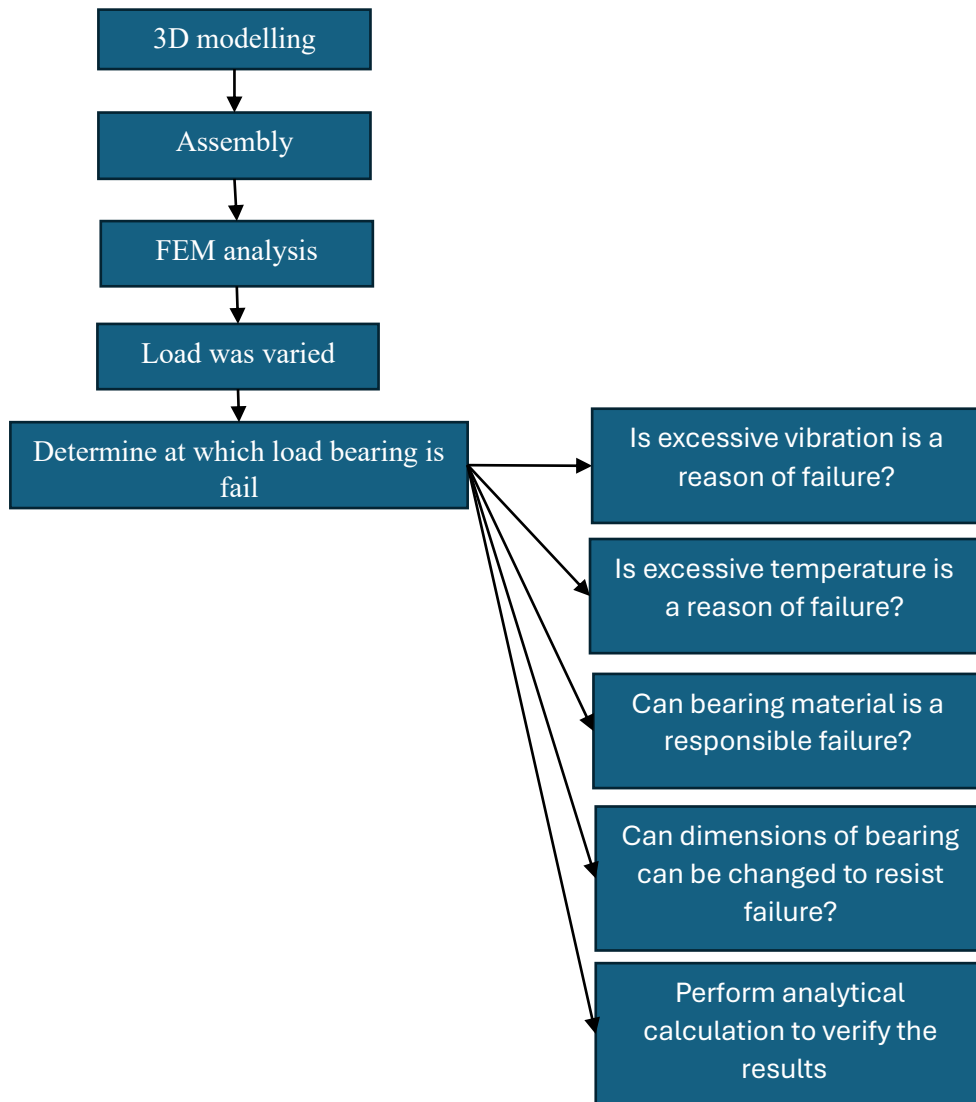 3D modelling
Assembly
FEM analysis
Load was varied
Determine at which load bearing is
fail
Is excessive vibration is a
reason of failure?
Is excessive temperature is
a reason of failure?
Can bearing material is a
responsible failure?
Can dimensions of bearing
can be changed to resist
failure?
Perform analytical
calculation to verify the
results